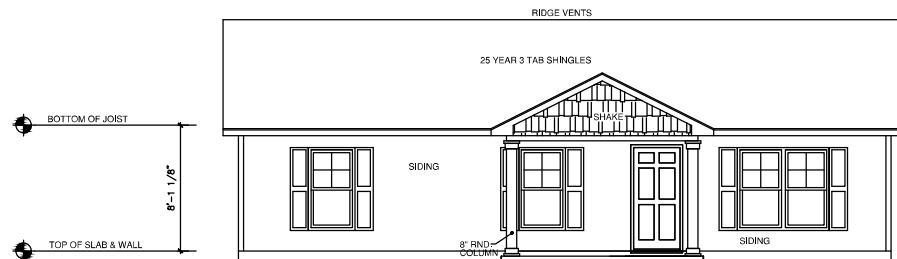 RIDGE VENTS
25 YEAR 3 TAB SHINGLES
BOTTOM OF JOIST
SHAKE
SIDING
8'-1 1/8"
TOP OF SLAB & WALL
8" RND.
COLUMN
SIDING